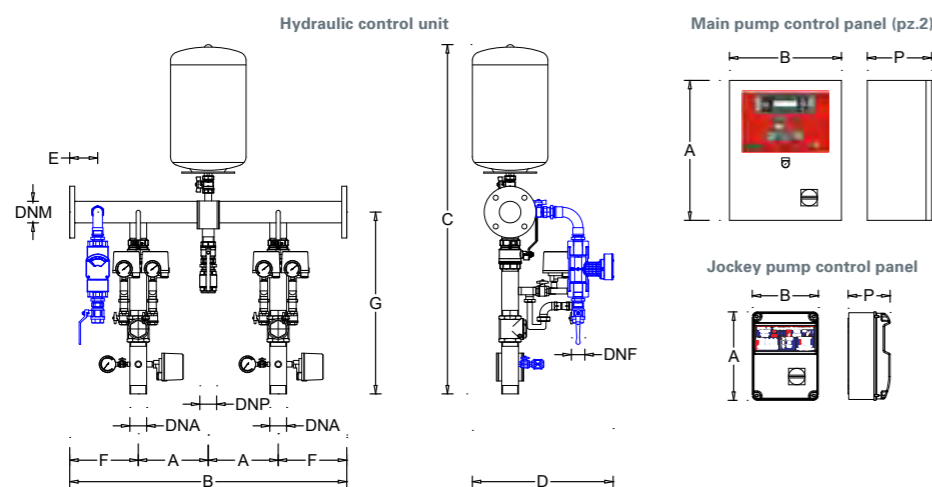 Hydraulic control unit
Main pump control panel (pz.2)
B
P
A
E
DNM
C
G
Jockey pump control panel
B
P
A
DNF
DNP
DNA
DNA
F
A
A
F
B
D